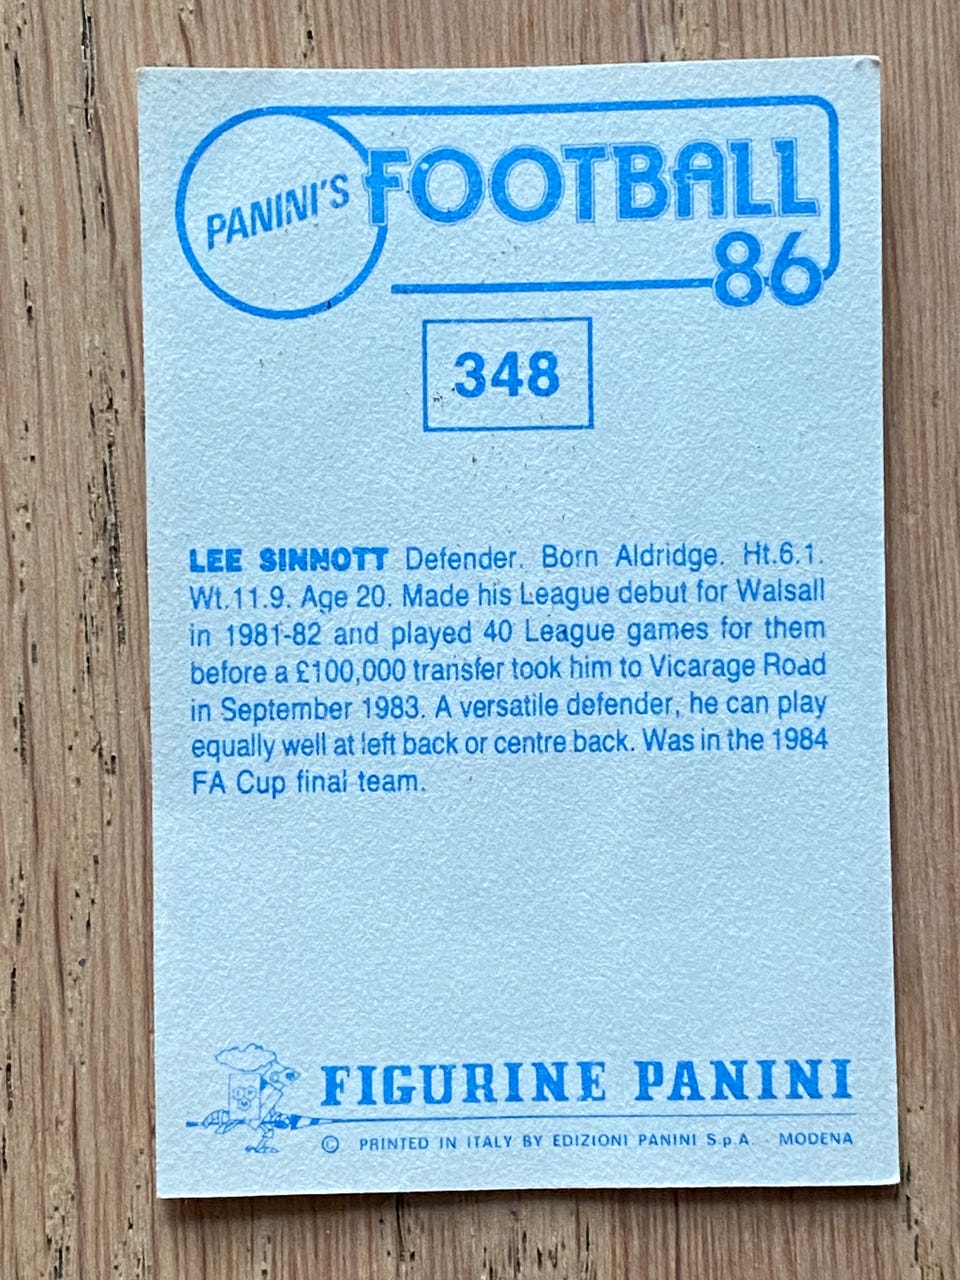 PANINI'S FOOTBALL
86
348
LEE SINNOTT Defender. Born Aldridge. Ht.6.1.
Wt.11.9. Age 20. Made his League debut for Walsall
in 1981-82 and played 40 League games for them
before a £100,000 transfer took him to Vicarage Road
in September 1983. A versatile defender, he can play
equally well at left back or centre back. Was in the 1984
FA Cup final team.
FIGURINE PANINI
© PRINTED IN ITALY BY EDIZIONI PANINI S.p.A. - MODENA